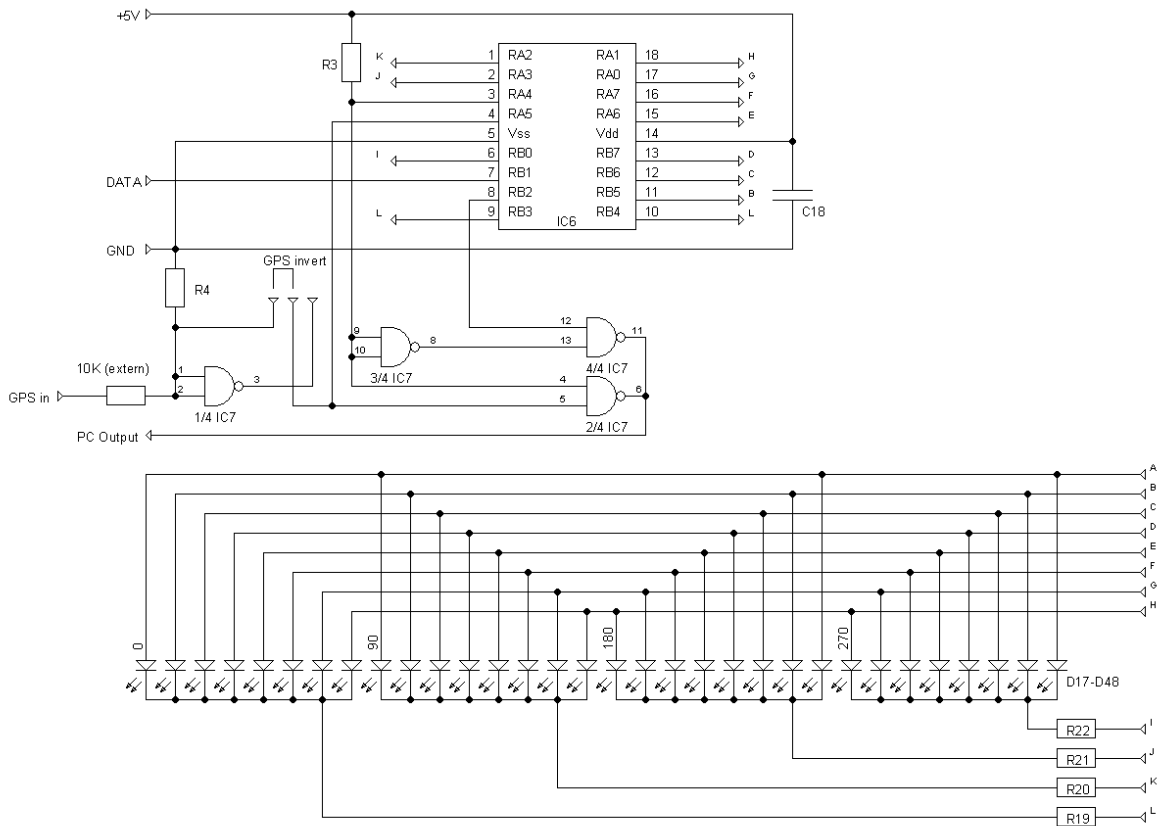 +5V
R3
K 1 RA2 RA1 18 H
J 2 RA3 RA0 17 G
3 RA4 RA7 16 F
4 RA5 RA6 15 E
5 Vss Vdd 14
I 6 RB0 RB7 13 D
DATA 7 RB1 RB6 12 C
8 RB2 RB5 11 B
L 9 RB3 RB4 10 L
IC6
C18
GND
GPS invert
R4
12 11
13
4/4 IC7
9 8
10
3/4 IC7
10K (extern)
1 3
2
1/4 IC7
GPS in
4 6
5
2/4 IC7
PC Output
A
B
C
D
E
F
G
H
0 90 180 270
D17-D48
R22 I
R21 J
R20 K
R19 L